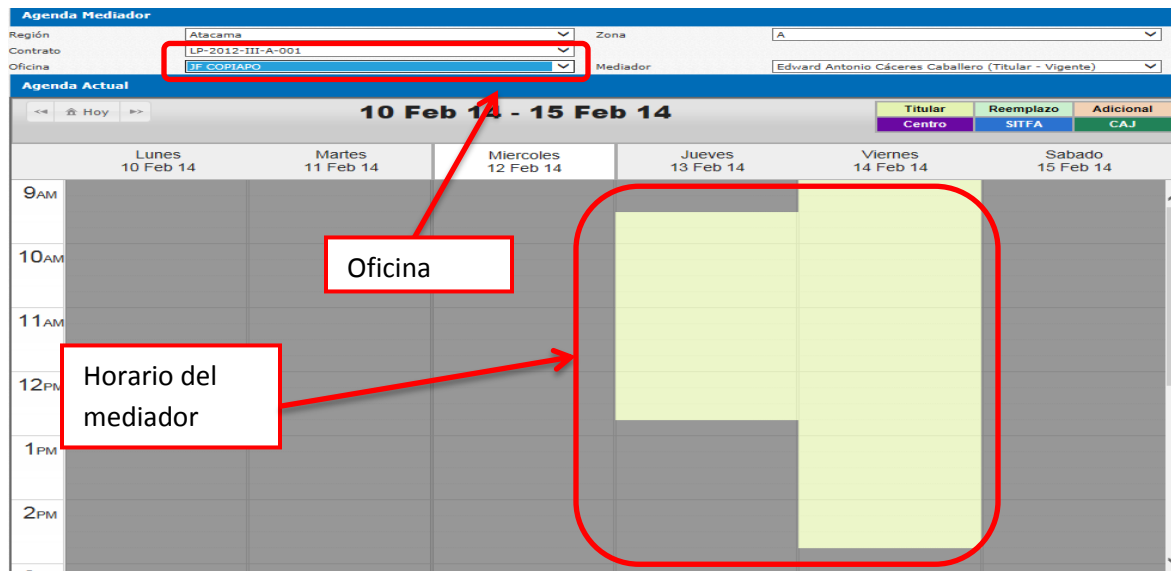 Agenda Mediador
Región Atacama Zona A
Contrato LP-2012-III-A-001
Oficina JF COPIAPO Mediador Edward Antonio Cáceres Caballero (Titular - Vigente)
Agenda Actual
<< Hoy >> 10 Feb 14 - 15 Feb 14 Titular Reemplazo Adicional
Centro SITFA CAJ
Lunes Martes Miercoles Jueves Viernes Sabado
10 Feb 14 11 Feb 14 12 Feb 14 13 Feb 14 14 Feb 14 15 Feb 14
9AM
10AM
Oficina
11AM
Horario del
12PM
mediador
1PM
2PM